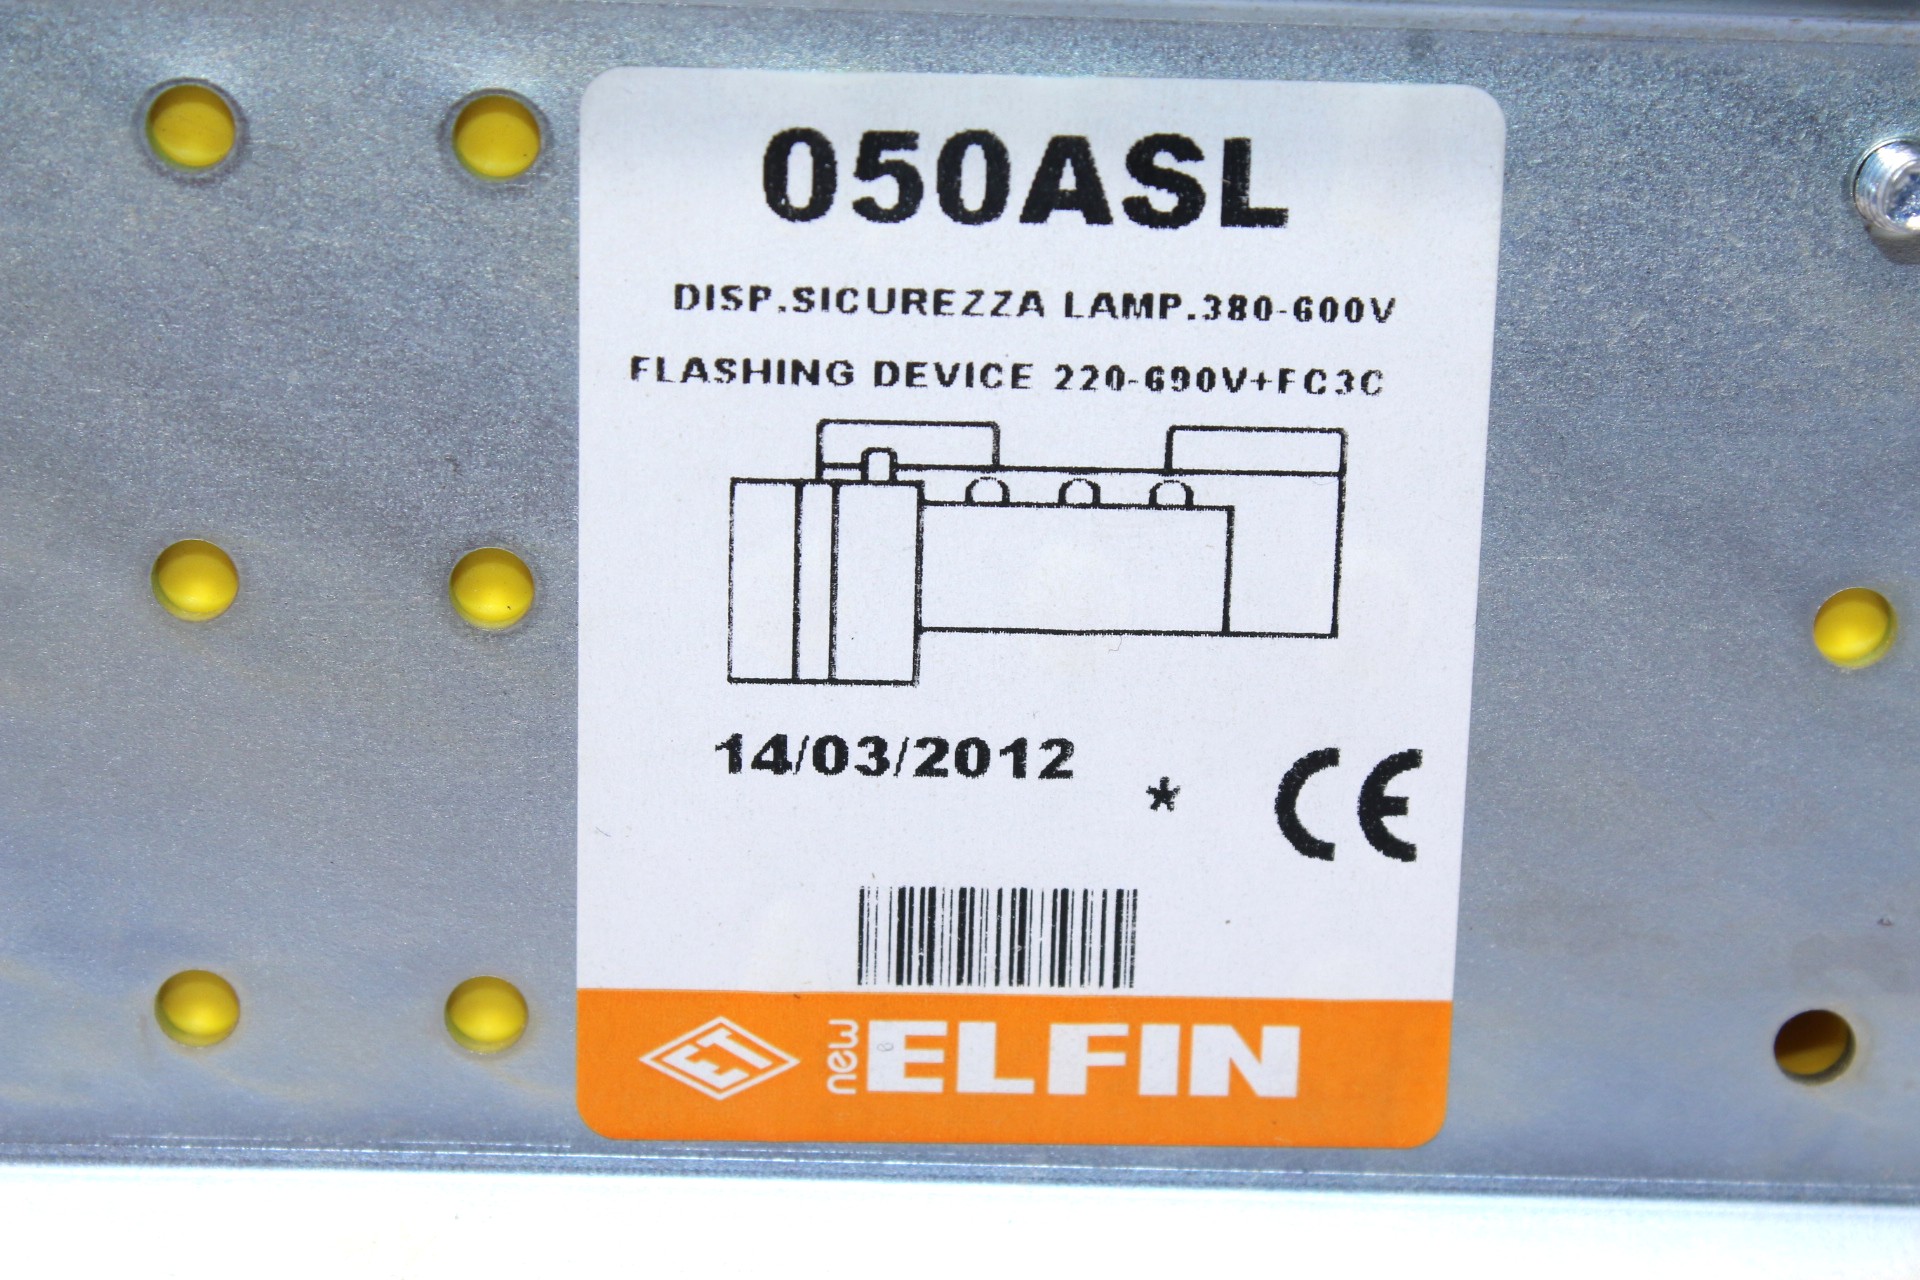 050ASL
DISP.SICUREZZA LAMP.380-600V
FLASHING DEVICE 220-690V+FC3C
14/03/2012
* CE
ET new ELFIN